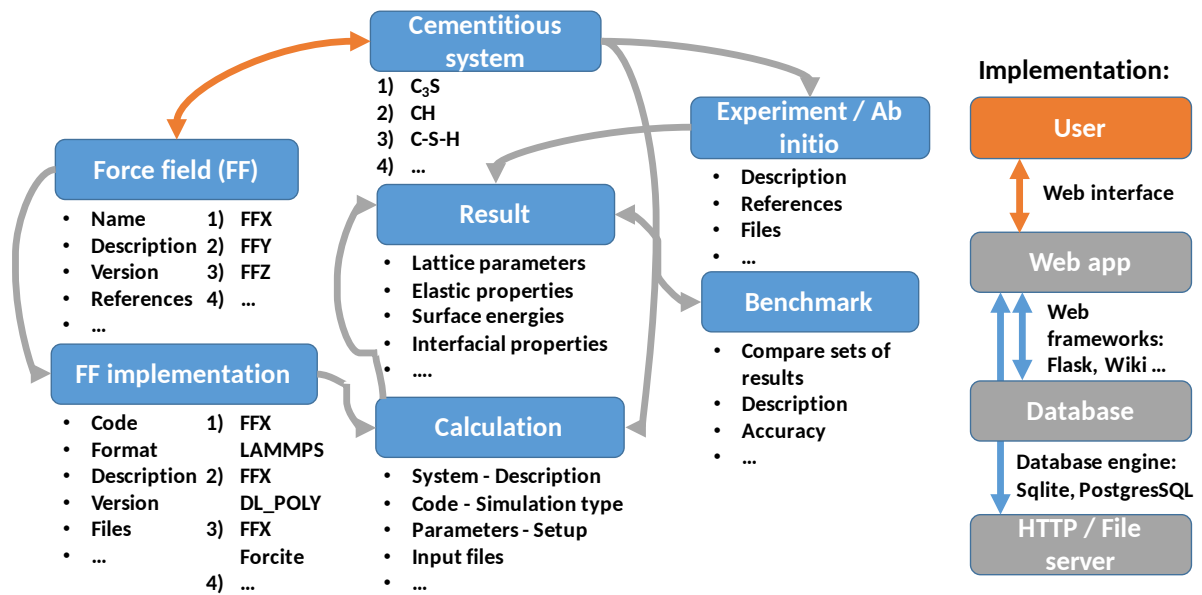 Cementitious
system
1) C₃S
2) CH
3) C-S-H
4) ...
Force field (FF)
• Name
• Description
• Version
• References
• ...
1) FFX
2) FFY
3) FFZ
4) ...
FF implementation
• Code
• Format
• Description
• Version
• Files
• ...
1) FFX
LAMMPS
2) FFX
DL_POLY
3) FFX
Forcite
4) ...
Result
• Lattice parameters
• Elastic properties
• Surface energies
• Interfacial properties
• ....
Calculation
• System - Description
• Code - Simulation type
• Parameters - Setup
• Input files
• ...
Experiment / Ab
initio
• Description
• References
• Files
• ...
Benchmark
• Compare sets of
results
• Description
• Accuracy
• ...
Implementation:
User
Web interface
Web app
Web
frameworks:
Flask, Wiki ...
Database
Database engine:
Sqlite, PostgresSQL
HTTP / File
server